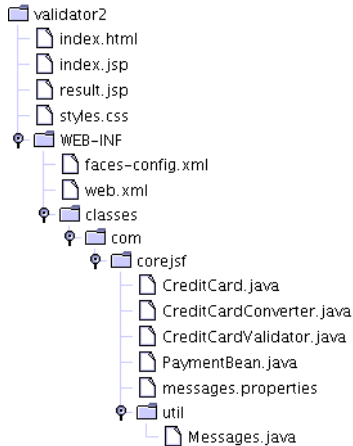 validator2
index.html
index.jsp
result.jsp
styles.css
WEB-INF
faces-config.xml
web.xml
classes
com
corejsf
CreditCard.java
CreditCardConverter.java
CreditCardValidator.java
PaymentBean.java
messages.properties
util
Messages.java